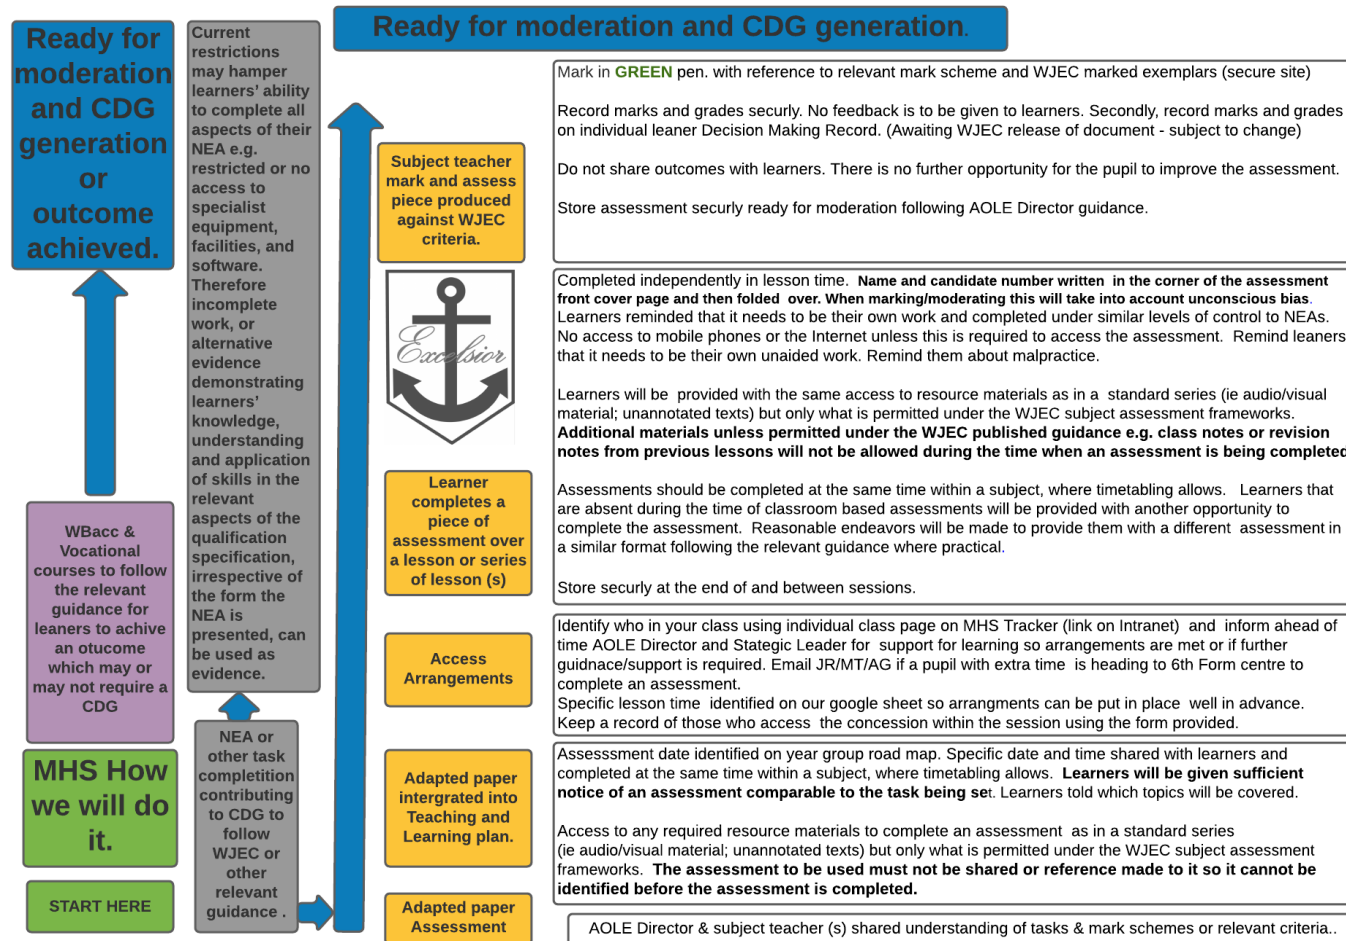 Ready for moderation and CDG generation.
Ready for
moderation
and CDG
generation
or
outcome
achieved.
Current
restrictions
may hamper
learners' ability
to complete all
aspects of their
NEA e.g.
restricted or no
access to
specialist
equipment,
facilities, and
software.
Therefore
incomplete
work, or
alternative
evidence
demonstrating
learners'
knowledge,
understanding
and application
of skills in the
relevant
aspects of the
qualification
specification,
irrespective of
the form the
NEA is
presented, can
be used as
evidence.
Subject teacher
mark and assess
piece produced
against WJEC
criteria.
Mark in GREEN pen. with reference to relevant mark scheme and WJEC marked exemplars (secure site)
Record marks and grades securly. No feedback is to be given to learners. Secondly, record marks and grades
on individual leaner Decision Making Record. (Awaiting WJEC release of document - subject to change)
Do not share outcomes with learners. There is no further opportunity for the pupil to improve the assessment.
Store assessment securly ready for moderation following AOLE Director guidance.
Excelsior
Learner
completes a
piece of
assessment over
a lesson or series
of lesson (s)
Completed independently in lesson time. Name and candidate number written in the corner of the assessment
front cover page and then folded over. When marking/moderating this will take into account unconscious bias.
Learners reminded that it needs to be their own work and completed under similar levels of control to NEAs.
No access to mobile phones or the Internet unless this is required to access the assessment. Remind leaners
that it needs to be their own unaided work. Remind them about malpractice.
Learners will be provided with the same access to resource materials as in a standard series (ie audio/visual
material; unannotated texts) but only what is permitted under the WJEC subject assessment frameworks.
Additional materials unless permitted under the WJEC published guidance e.g. class notes or revision
notes from previous lessons will not be allowed during the time when an assessment is being completed
Assessments should be completed at the same time within a subject, where timetabling allows. Learners that
are absent during the time of classroom based assessments will be provided with another opportunity to
complete the assessment. Reasonable endeavors will be made to provide them with a different assessment in
a similar format following the relevant guidance where practical.
Store securly at the end of and between sessions.
WBacc &
Vocational
courses to follow
the relevant
guidance for
leaners to achive
an otucome
which may or
may not require a
CDG
Access
Arrangements
Identify who in your class using individual class page on MHS Tracker (link on Intranet) and inform ahead of
time AOLE Director and Stategic Leader for support for learning so arrangements are met or if further
guidnace/support is required. Email JR/MT/AG if a pupil with extra time is heading to 6th Form centre to
complete an assessment.
Specific lesson time identified on our google sheet so arrangments can be put in place well in advance.
Keep a record of those who access the concession within the session using the form provided.
MHS How
we will do
it.
NEA or
other task
completition
contributing
to CDG to
follow
WJEC or
other
relevant
guidance .
Adapted paper
intergrated into
Teaching and
Learning plan.
Assesssment date identified on year group road map. Specific date and time shared with learners and
completed at the same time within a subject, where timetabling allows. Learners will be given sufficient
notice of an assessment comparable to the task being set. Learners told which topics will be covered.
Access to any required resource materials to complete an assessment as in a standard series
(ie audio/visual material; unannotated texts) but only what is permitted under the WJEC subject assessment
frameworks. The assessment to be used must not be shared or reference made to it so it cannot be
identified before the assessment is completed.
START HERE
Adapted paper
Assessment
AOLE Director & subject teacher (s) shared understanding of tasks & mark schemes or relevant criteria..